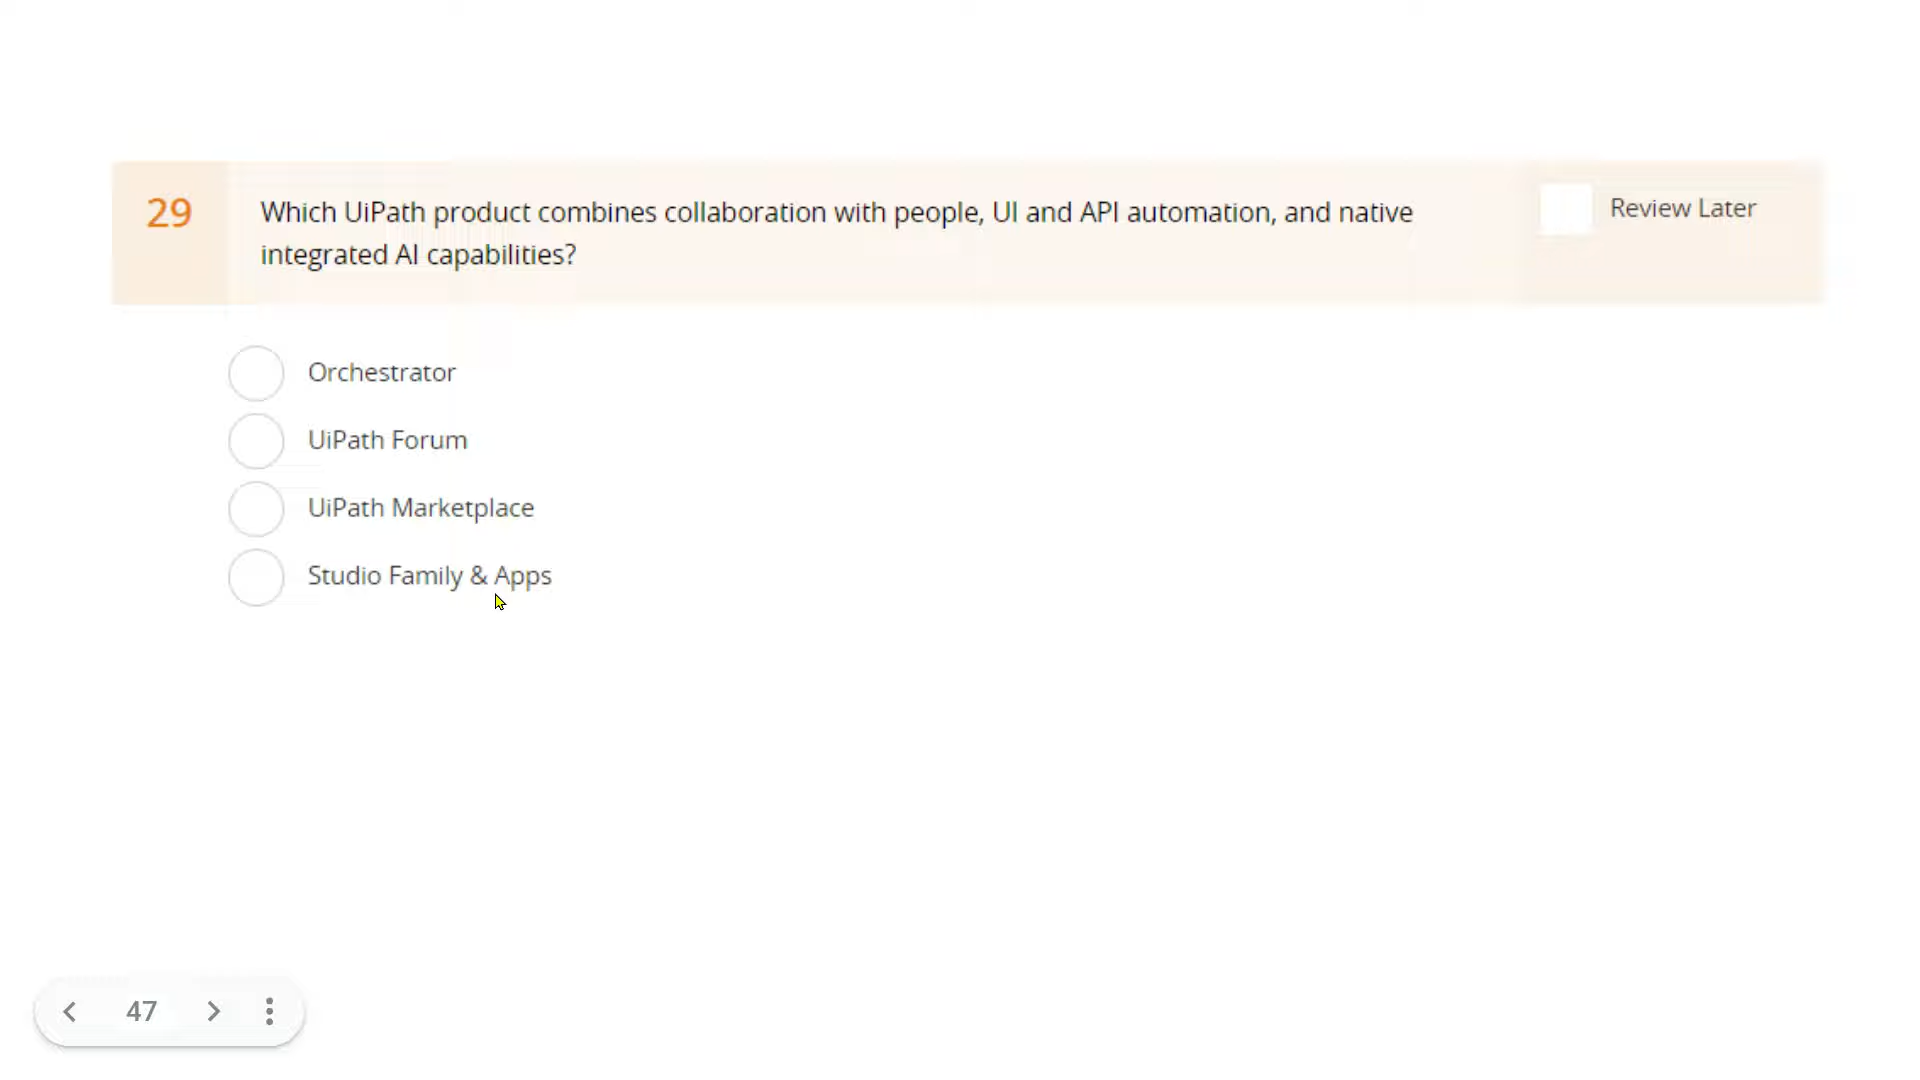 29
Which UiPath product combines collaboration with people, UI and API automation, and native
integrated AI capabilities?
Review Later
Orchestrator
UiPath Forum
UiPath Marketplace
Studio Family & Apps
47